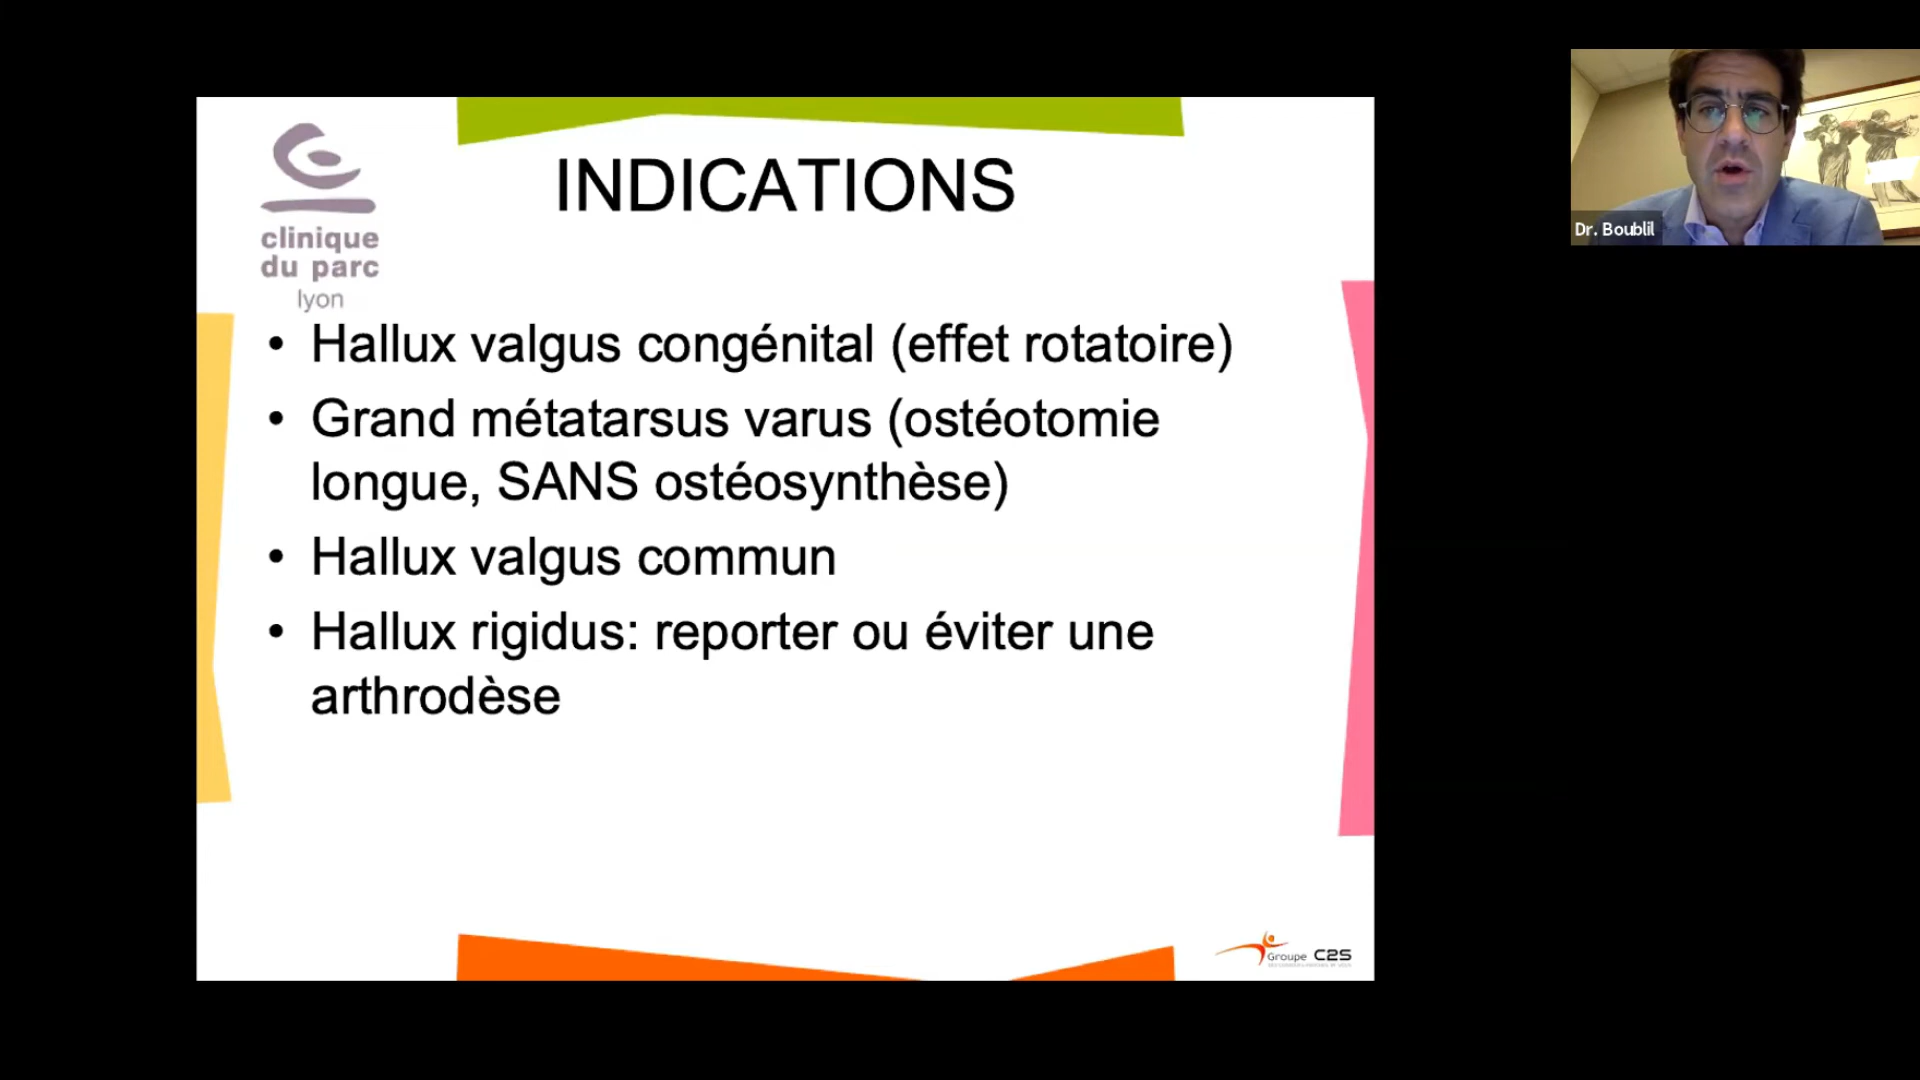 clinique
du parc
lyon
INDICATIONS
• Hallux valgus congénital (effet rotatoire)
• Grand métatarsus varus (ostéotomie
longue, SANS ostéosynthèse)
• Hallux valgus commun
• Hallux rigidus: reporter ou éviter une
arthrodèse
Groupe C2S
Dr. Boublil